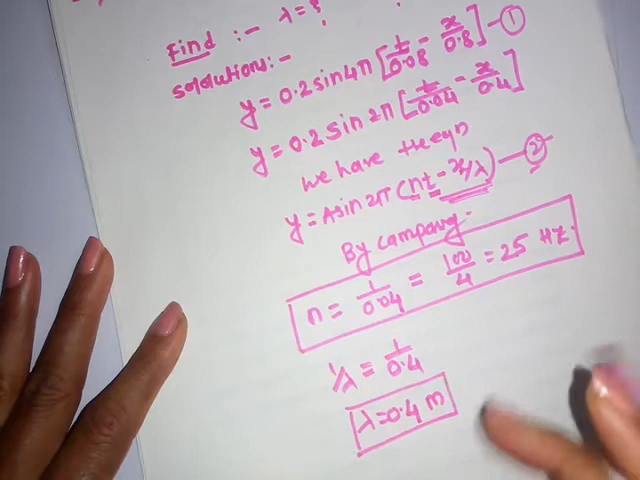 Find :- λ = ?
Solution:-
y = 0.2 sin 4π [t/0.08 - x/0.8] - ①
y = 0.2 sin 2π [t/0.04 - x/0.4]
we have the eqn
y = A sin 2π (nt - x/λ) - ②
By comparing.
n = 1/0.04 = 100/4 = 25 Hz.
1/λ = 1/0.4
λ = 0.4 m